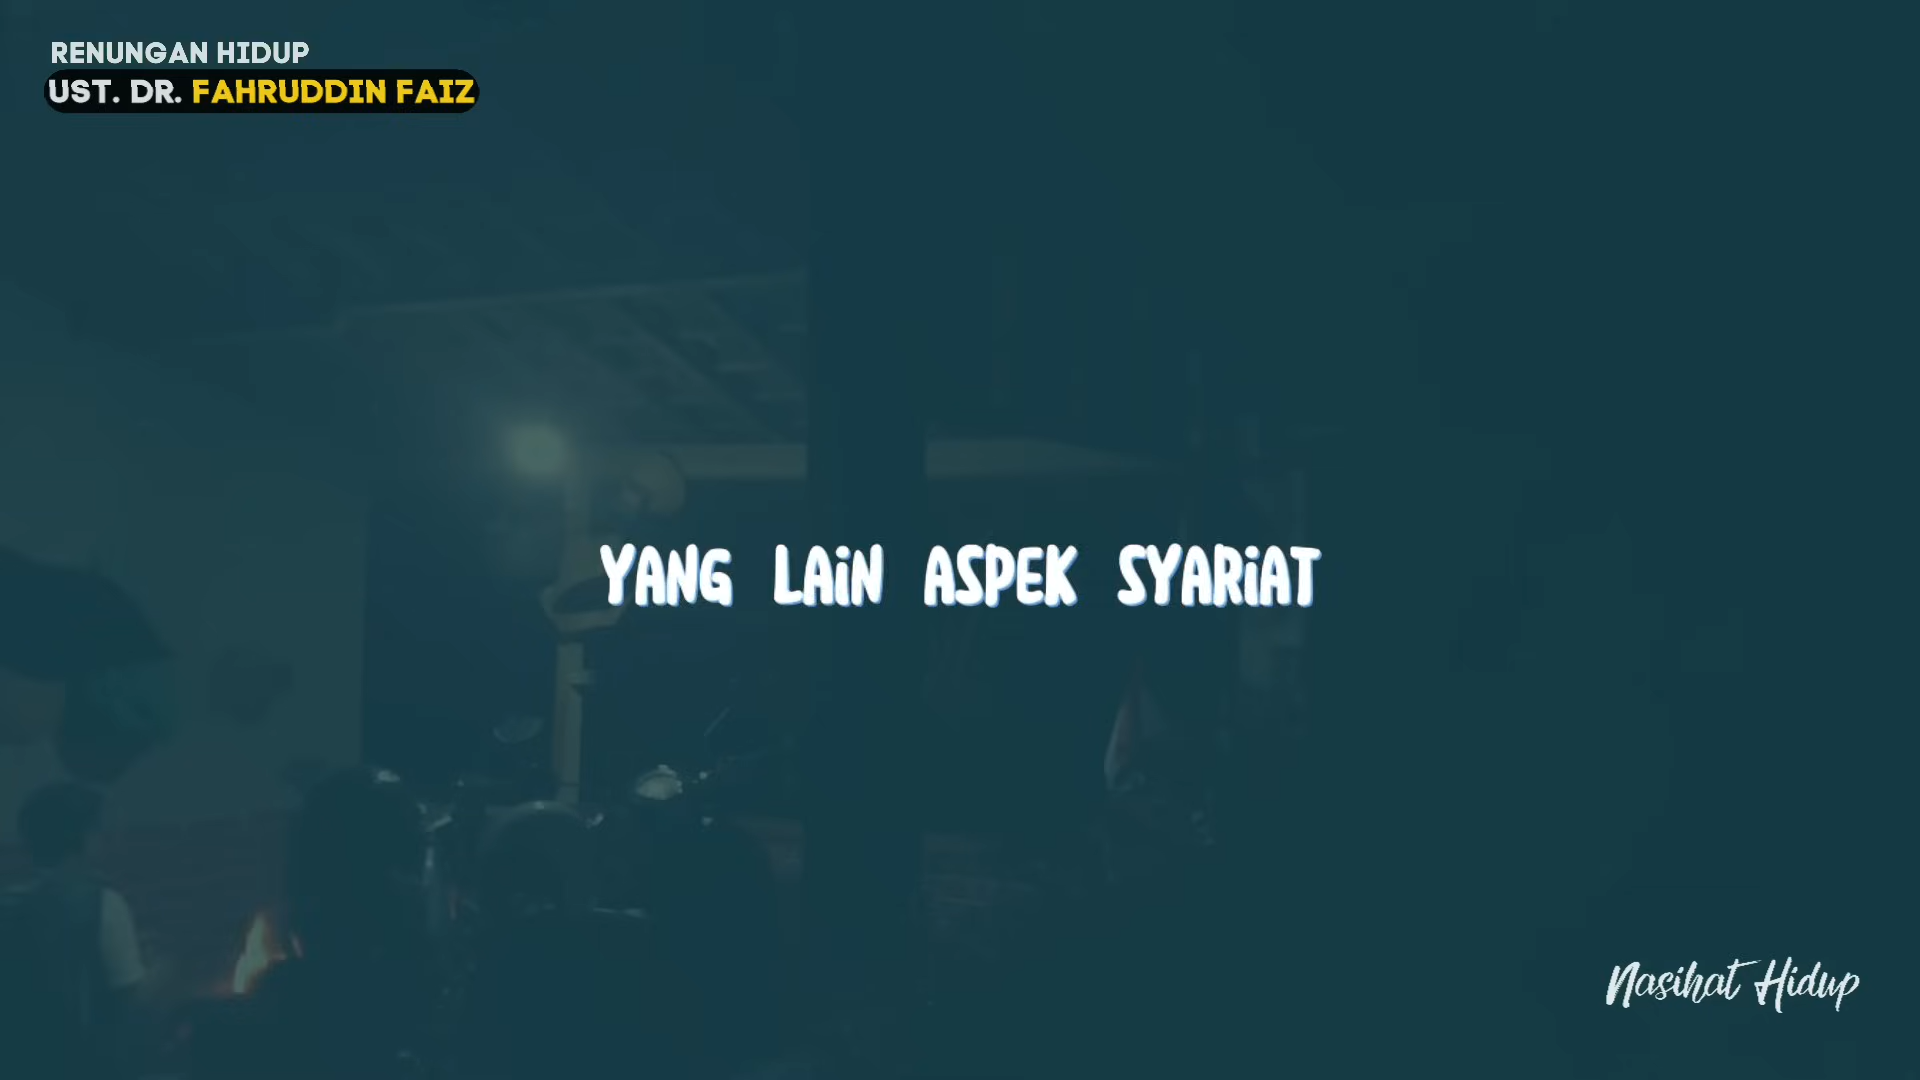 RENUNGAN HIDUP
UST. DR. FAHRUDDIN FAIZ
YANG LAiN ASPEK SYARiAT
Nasihat Hidup